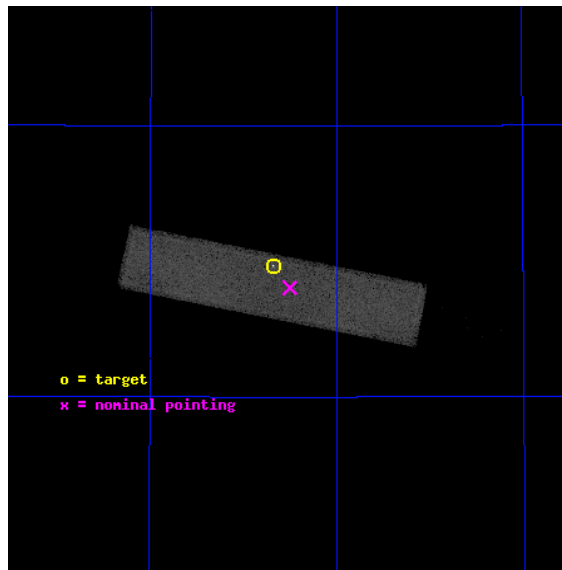 o = target
x = nominal pointing